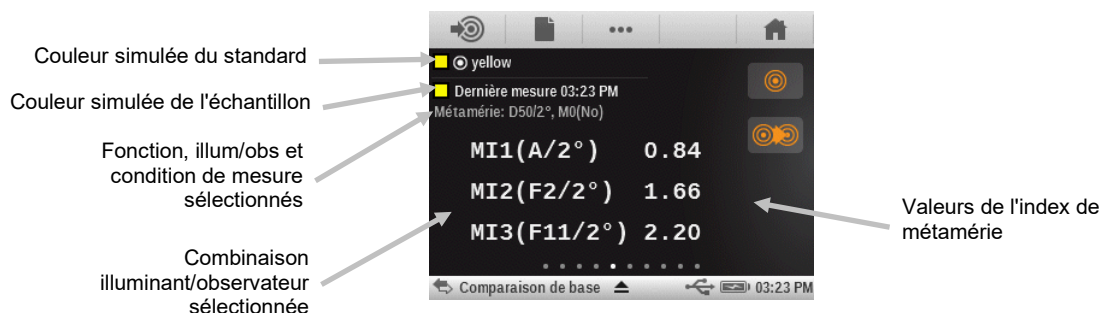 Couleur simulée du standard
Couleur simulée de l'échantillon
Fonction, illum/obs et
condition de mesure
sélectionnés
Combinaison
illuminant/observateur
sélectionnée
yellow
Dernière mesure 03:23 PM
Métamérie: D50/2°, M0(No)
MI1(A/2°) 0.84
MI2(F2/2°) 1.66
MI3(F11/2°) 2.20
Comparaison de base
03:23 PM
Valeurs de l'index de
métamérie